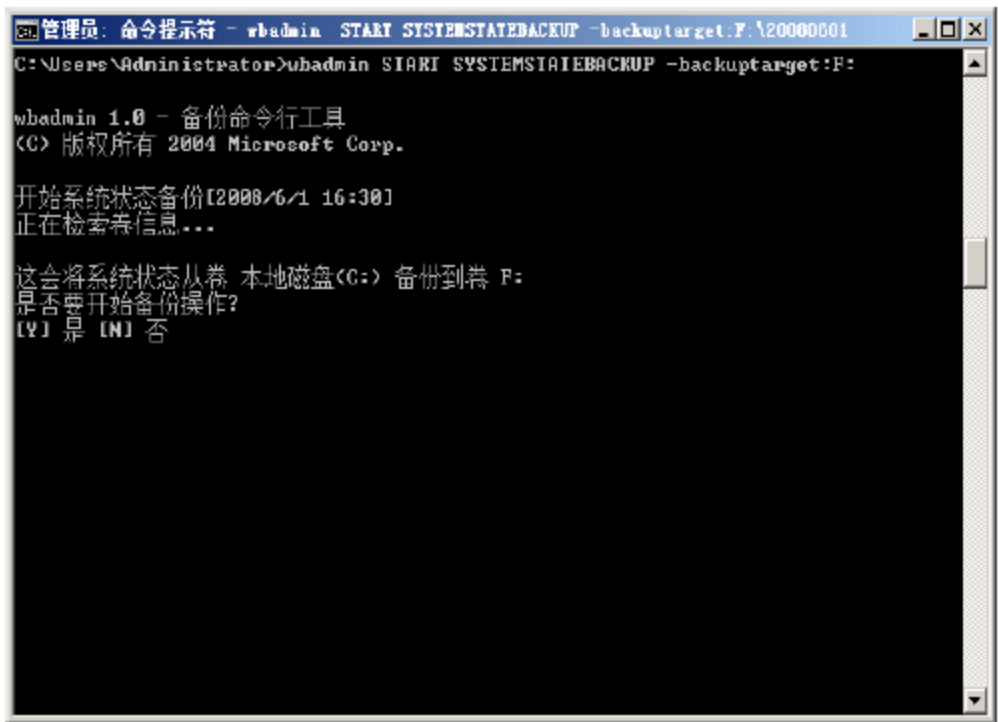 管理员: 命令提示符 - wbadmin START SYSTEMSTATEBACKUP -backuptarget:F:\20080601
C:\Users\Administrator>wbadmin START SYSTEMSTATEBACKUP -backuptarget:F:
wbadmin 1.0 - 备份命令行工具
(C) 版权所有 2004 Microsoft Corp.
开始系统状态备份[2008/6/1 16:30]
正在检索卷信息...
这会将系统状态从卷 本地磁盘(C:) 备份到卷 F:
是否要开始备份操作?
[Y] 是 [N] 否